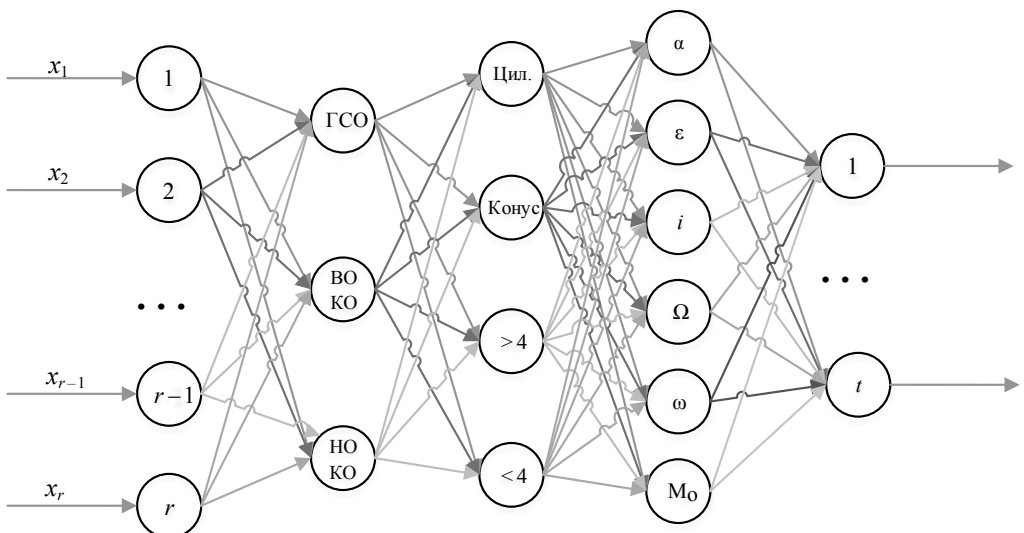 x1
x2
xr−1
xr
1
2
...
r−1
r
ГСО
ВО
КО
НО
КО
Цил.
Конус
>4
<4
α
ε
i
Ω
ω
Mo
1
...
t